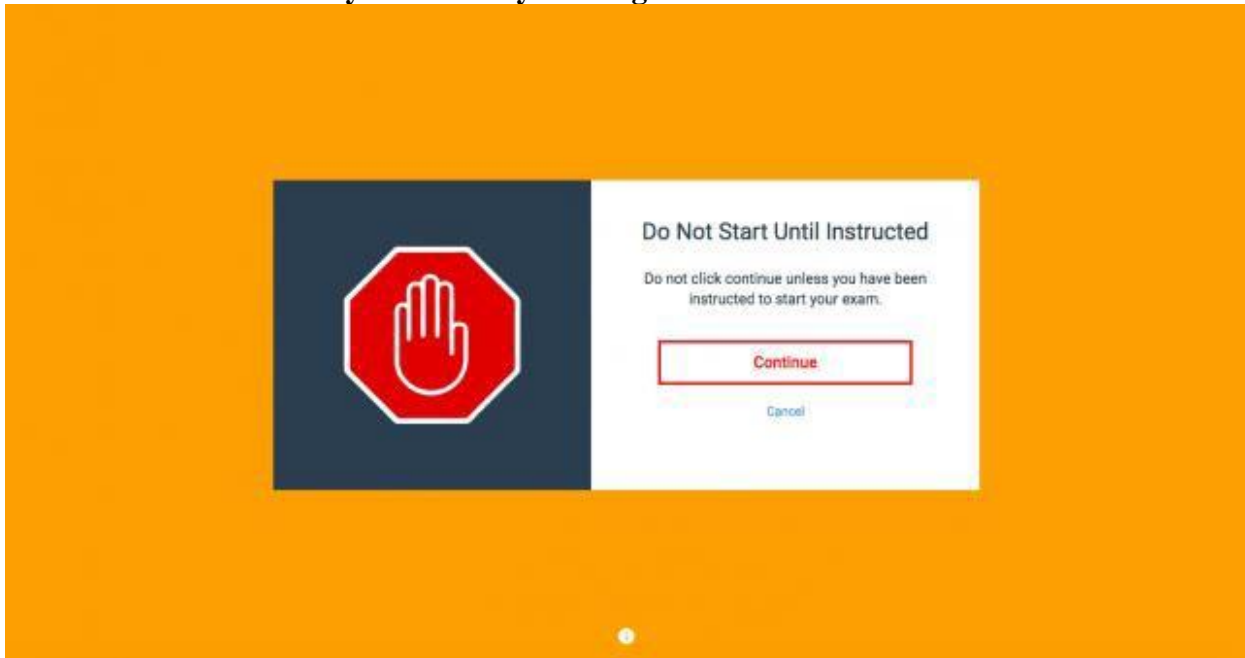 Do Not Start Until Instructed
Do not click continue unless you have been
instructed to start your exam.
Continue
Cancel